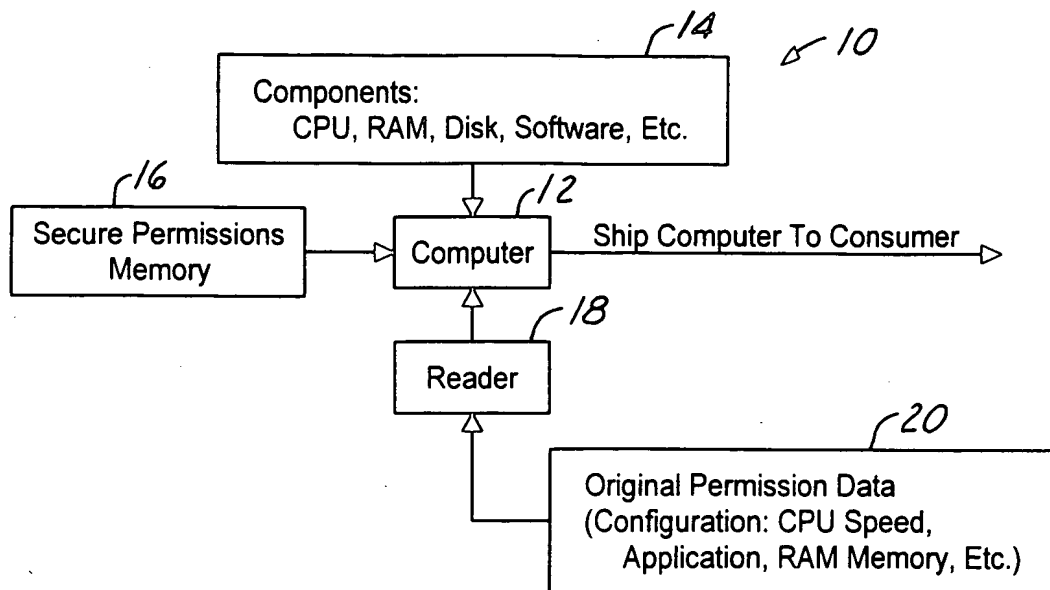 14
10
Components:
CPU, RAM, Disk, Software, Etc.
16
12
Secure Permissions
Memory
Computer
Ship Computer To Consumer
18
Reader
20
Original Permission Data
(Configuration: CPU Speed,
Application, RAM Memory, Etc.)